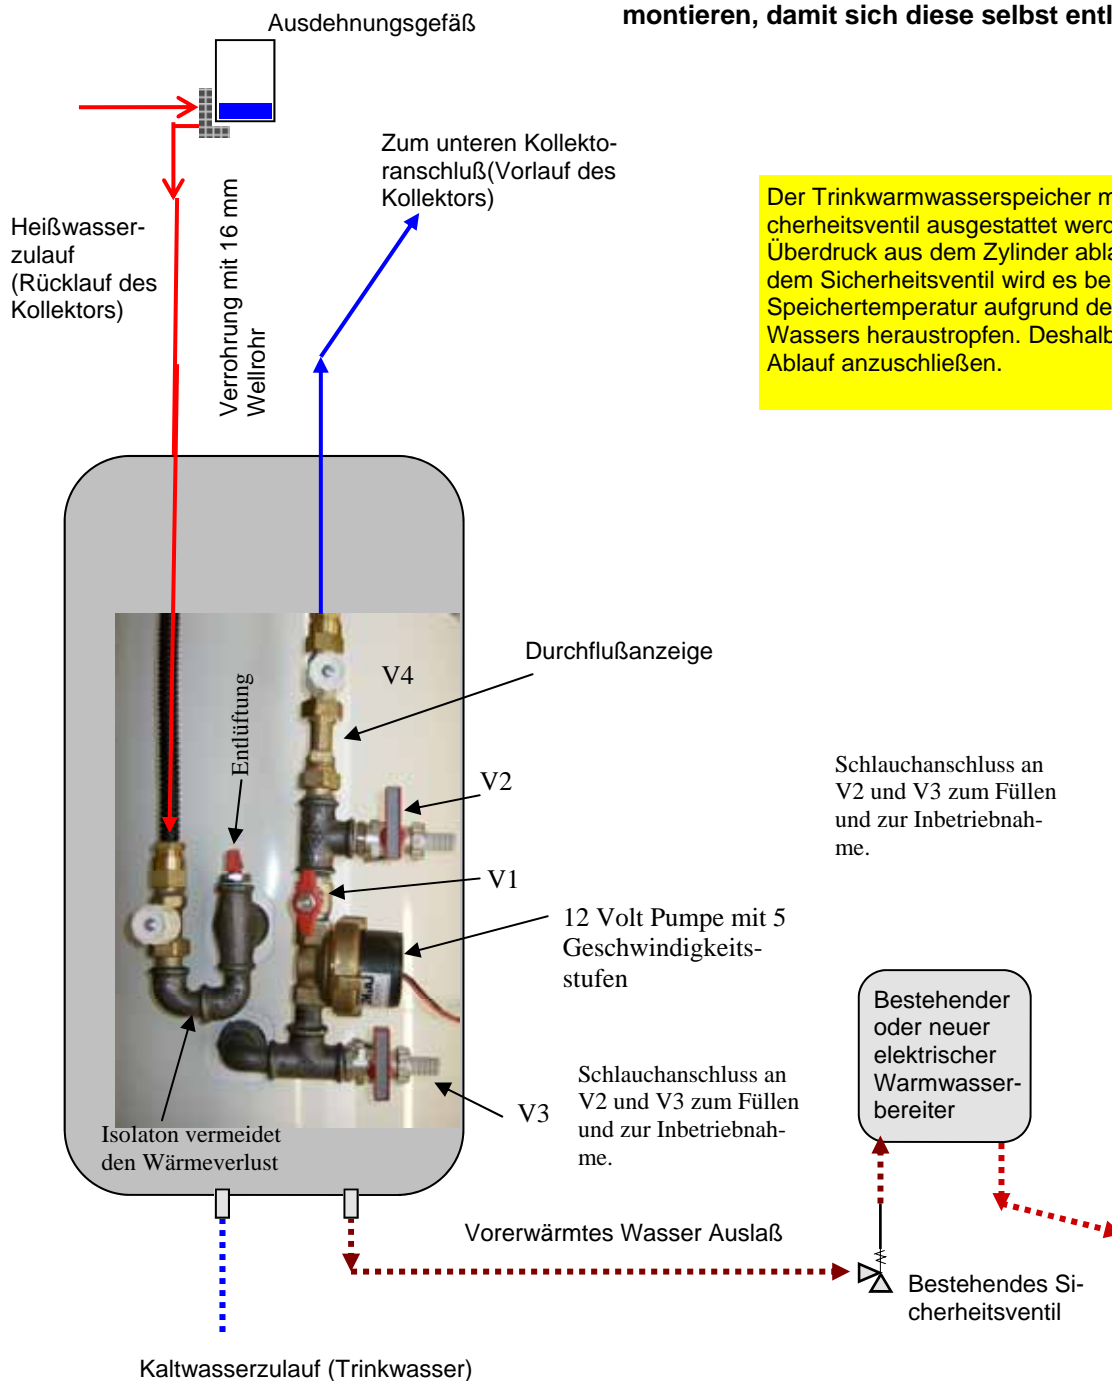 montieren, damit sich diese selbst entl
Ausdehnungsgefäß
Zum unteren Kollekto-
ranschluß(Vorlauf des
Kollektors)
Heißwasser-
zulauf
(Rücklauf des
Kollektors)
Verrohrung mit 16 mm
Wellrohr
Der Trinkwarmwasserspeicher m
cherheitsventil ausgestattet werd
Überdruck aus dem Zylinder abla
dem Sicherheitsventil wird es be
Speichertemperatur aufgrund de
Wassers heraustropfen. Deshalb
Ablauf anzuschließen.
Durchflußanzeige
V4
Entlüftung
V2
Schlauchanschluss an
V2 und V3 zum Füllen
und zur Inbetriebnah-
me.
V1
12 Volt Pumpe mit 5
Geschwindigkeits-
stufen
Bestehender
oder neuer
elektrischer
Warmwasser-
bereiter
Schlauchanschluss an
V2 und V3 zum Füllen
und zur Inbetriebnah-
me.
V3
Isolaton vermeidet
den Wärmeverlust
Vorerwärmtes Wasser Auslaß
Bestehendes Si-
cherheitsventil
Kaltwasserzulauf (Trinkwasser)